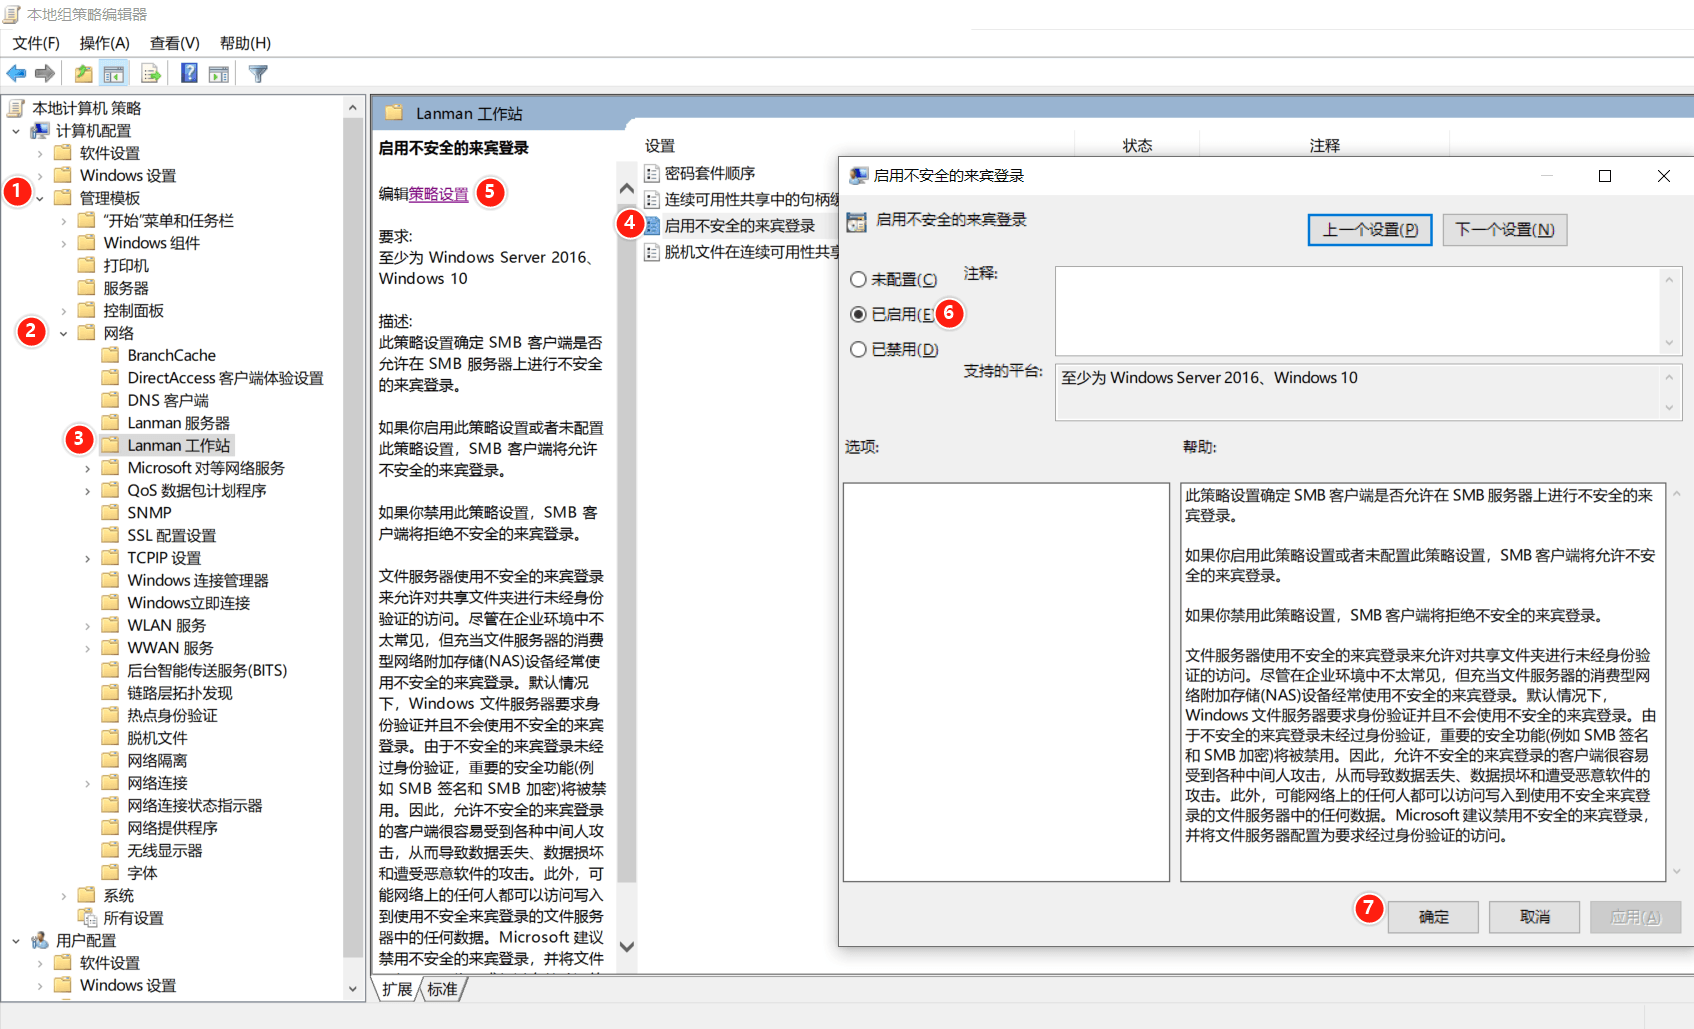 本地组策略编辑器
文件(F) 操作(A) 查看(V) 帮助(H)
本地计算机 策略
计算机配置
软件设置
Windows 设置
1
管理模板
“开始”菜单和任务栏
Windows 组件
打印机
服务器
控制面板
2
网络
BranchCache
DirectAccess 客户端体验设置
DNS 客户端
Lanman 服务器
3
Lanman 工作站
Microsoft 对等网络服务
QoS 数据包计划程序
SNMP
SSL 配置设置
TCPIP 设置
Windows 连接管理器
Windows立即连接
WLAN 服务
WWAN 服务
后台智能传送服务(BITS)
链路层拓扑发现
热点身份验证
脱机文件
网络隔离
网络连接
网络连接状态指示器
网络提供程序
无线显示器
字体
系统
所有设置
用户配置
软件设置
Windows 设置
Lanman 工作站
启用不安全的来宾登录
编辑策略设置
5
要求:
至少为 Windows Server 2016、
Windows 10
描述:
此策略设置确定 SMB 客户端是否
允许在 SMB 服务器上进行不安全
的来宾登录。
如果你启用此策略设置或者未配置
此策略设置，SMB 客户端将允许
不安全的来宾登录。
如果你禁用此策略设置，SMB 客
户端将拒绝不安全的来宾登录。
文件服务器使用不安全的来宾登录
来允许对共享文件夹进行未经身份
验证的访问。尽管在企业环境中不
太常见，但充当文件服务器的消费
型网络附加存储(NAS)设备经常使
用不安全的来宾登录。默认情况
下，Windows 文件服务器要求身
份验证并且不会使用不安全的来宾
登录。由于不安全的来宾登录未经
过身份验证，重要的安全功能(例
如 SMB 签名和 SMB 加密)将被禁
用。因此，允许不安全的来宾登录
的客户端很容易受到各种中间人攻
击，从而导致数据丢失、数据损坏
和遭受恶意软件的攻击。此外，可
能网络上的任何人都可以访问写入
到使用不安全来宾登录的文件服务
器中的任何数据。Microsoft 建议
禁用不安全的来宾登录，并将文件
扩展 标准
设置 状态 注释
密码套件顺序
连续可用性共享中的句柄缓
4
启用不安全的来宾登录
脱机文件在连续可用性共享
启用不安全的来宾登录
启用不安全的来宾登录
上一个设置(P) 下一个设置(N)
未配置(C) 注释:
已启用(E) 6
已禁用(D)
支持的平台: 至少为 Windows Server 2016、Windows 10
选项: 帮助:
此策略设置确定 SMB 客户端是否允许在 SMB 服务器上进行不安全的来
宾登录。
如果你启用此策略设置或者未配置此策略设置，SMB 客户端将允许不安
全的来宾登录。
如果你禁用此策略设置，SMB 客户端将拒绝不安全的来宾登录。
文件服务器使用不安全的来宾登录来允许对共享文件夹进行未经身份验
证的访问。尽管在企业环境中不太常见，但充当文件服务器的消费型网
络附加存储(NAS)设备经常使用不安全的来宾登录。默认情况下，
Windows 文件服务器要求身份验证并且不会使用不安全的来宾登录。由
于不安全的来宾登录未经过身份验证，重要的安全功能(例如 SMB 签名
和 SMB 加密)将被禁用。因此，允许不安全的来宾登录的客户端很容易
受到各种中间人攻击，从而导致数据丢失、数据损坏和遭受恶意软件的
攻击。此外，可能网络上的任何人都可以访问写入到使用不安全来宾登
录的文件服务器中的任何数据。Microsoft 建议禁用不安全的来宾登录，
并将文件服务器配置为要求经过身份验证的访问。
7
确定 取消 应用(A)